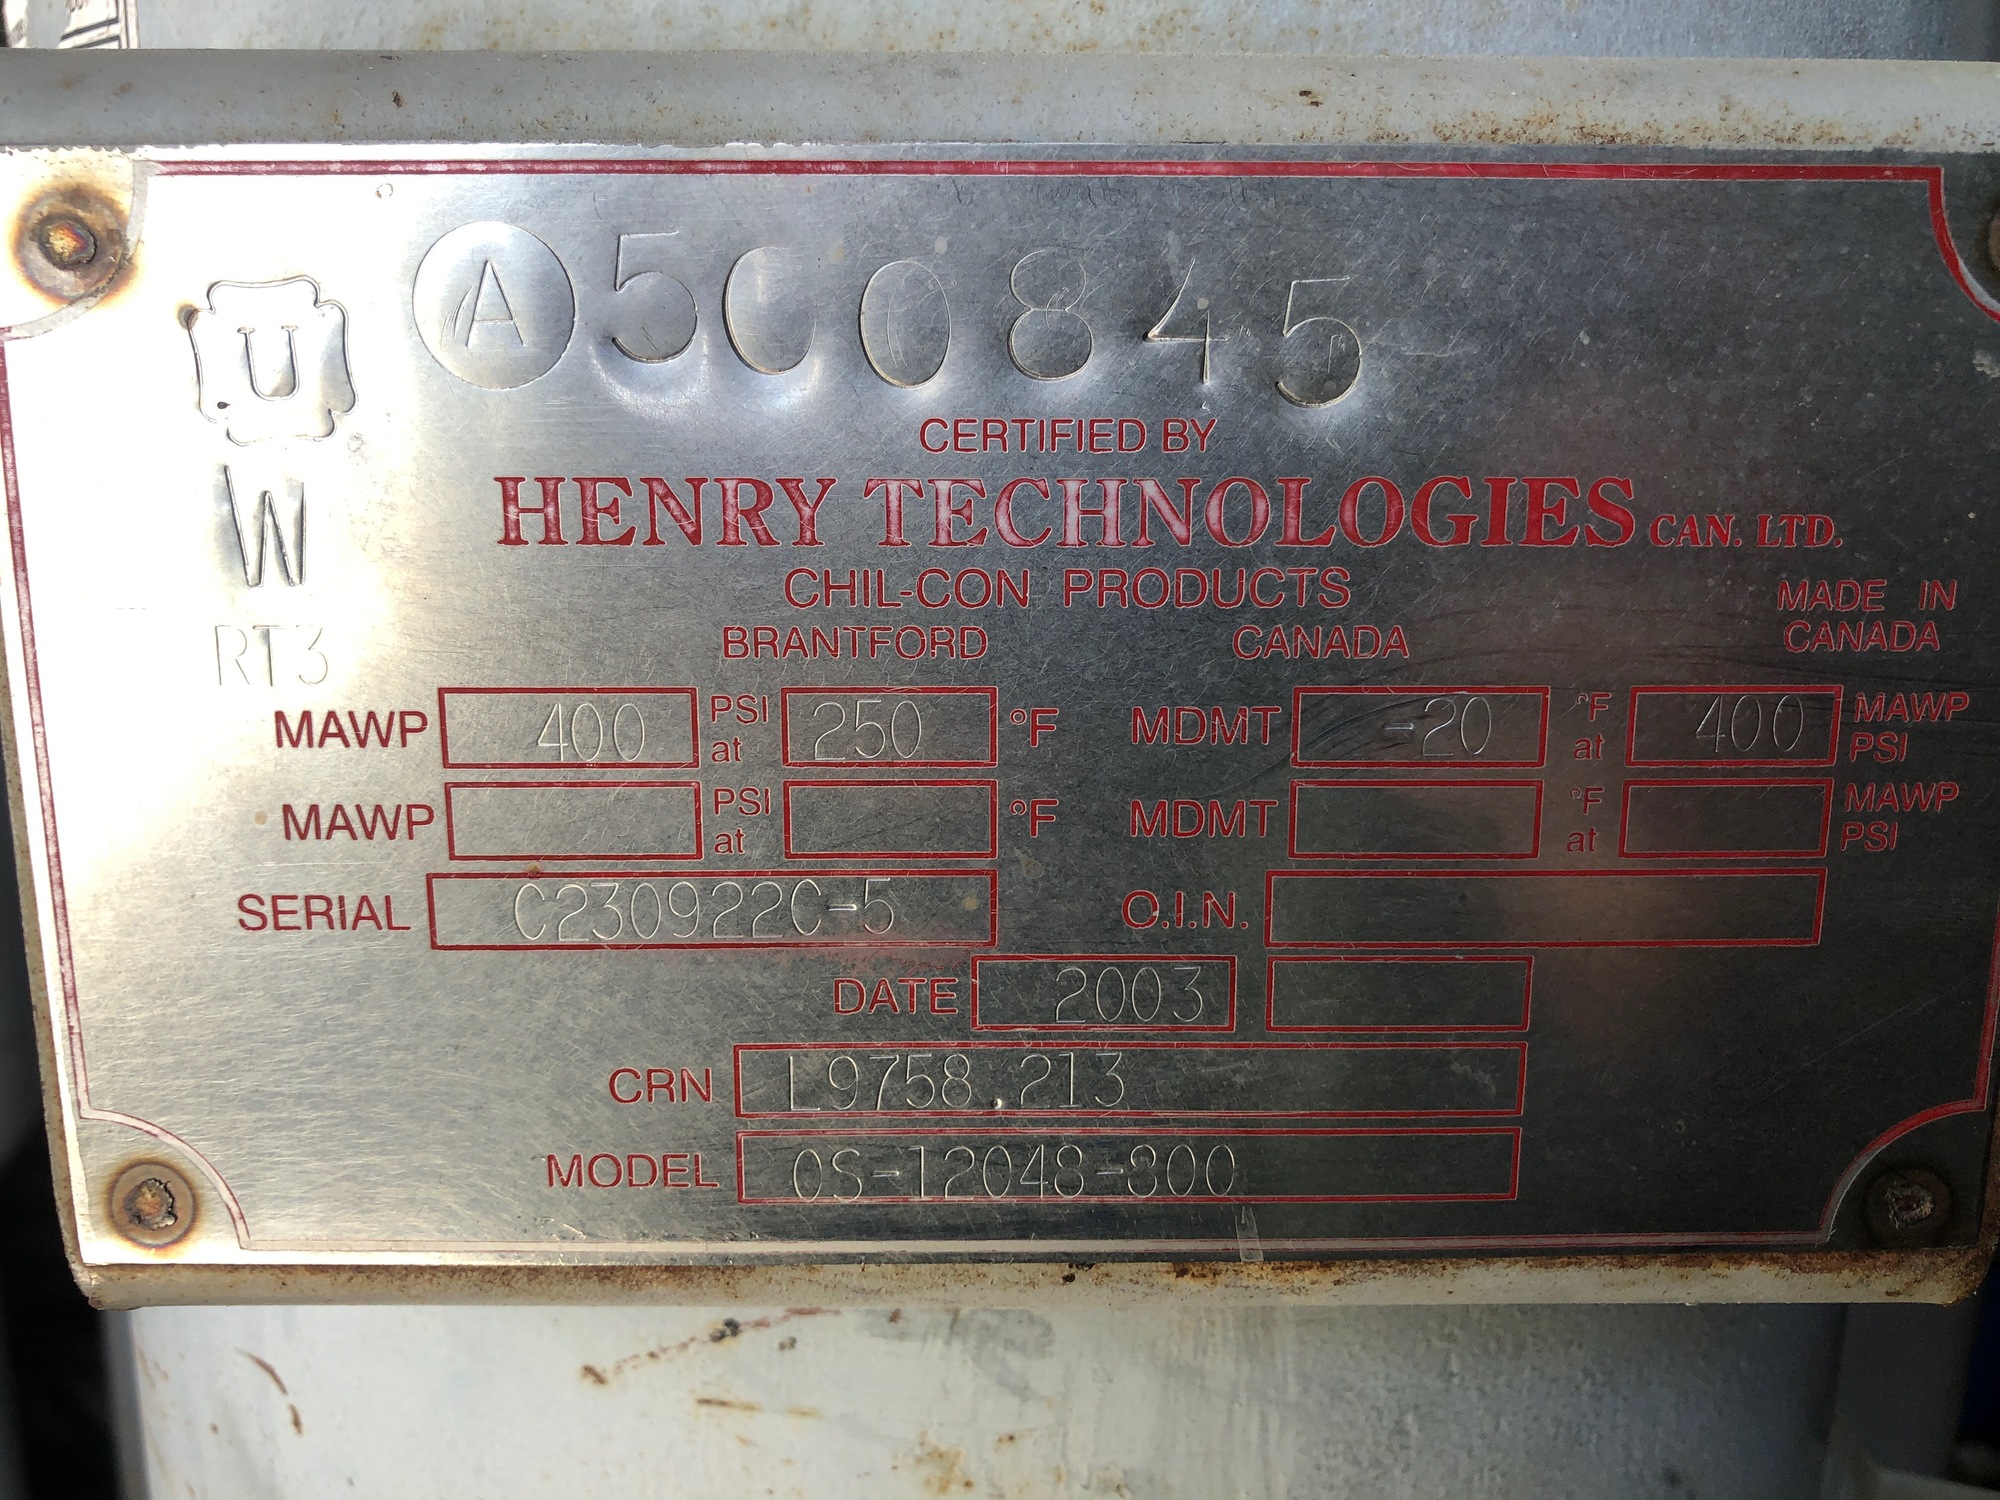 A 500845
U
CERTIFIED BY
W
HENRY TECHNOLOGIES CAN. LTD.
CHIL-CON PRODUCTS
MADE IN CANADA
BRANTFORD CANADA
RT3
MAWP 400 PSI at 250 °F MDMT -20 °F at 400 MAWP PSI
MAWP PSI at °F MDMT °F at MAWP PSI
SERIAL C230922C-5 O.I.N.
DATE 2003
CRN L9758.213
MODEL OS-12048-800